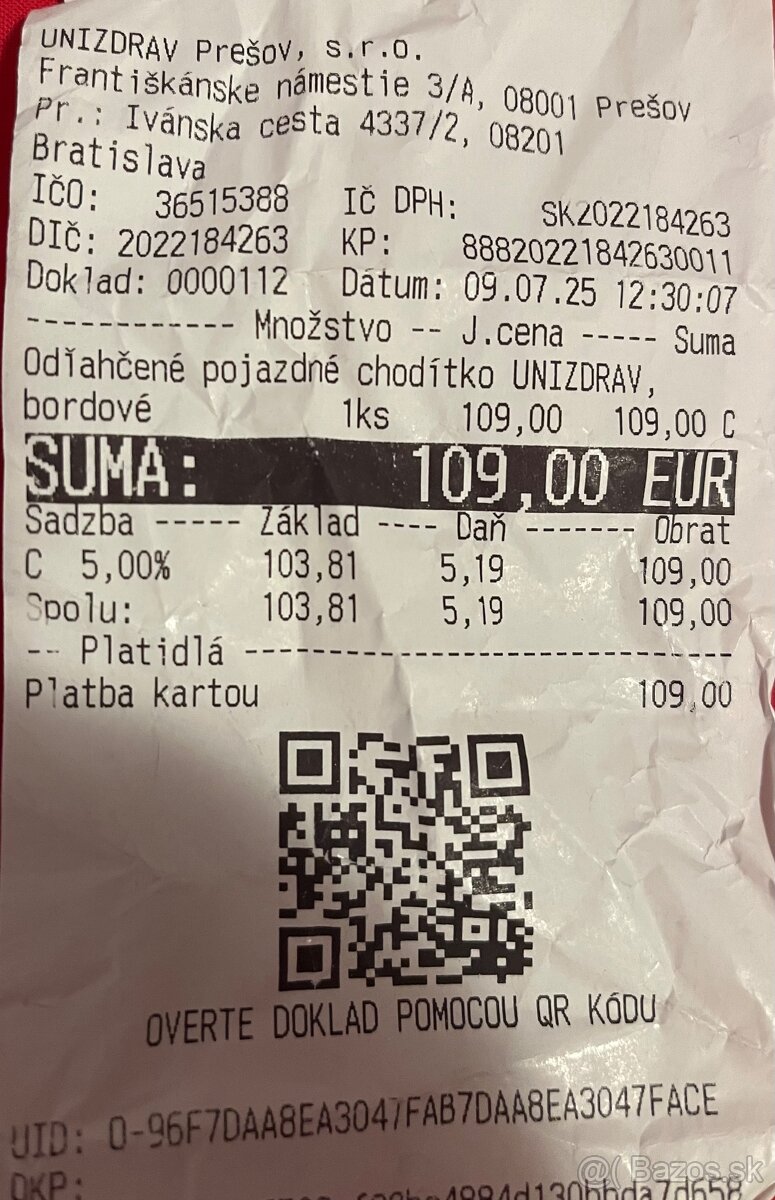 UNIZDRAV Prešov, s.r.o.
Františkánske námestie 3/A, 08001 Prešov
Pr.: Ivánska cesta 4337/2, 08201
Bratislava
IČO: 36515388 IČ DPH: SK2022184263
DIČ: 2022184263 KP: 88820221842630011
Doklad: 0000112 Dátum: 09.07.25 12:30:07
------------ Množstvo -- J.cena ----- Suma
Odľahčené pojazdné chodítko UNIZDRAV,
bordové 1ks 109,00 109,00 C
SUMA: 109,00 EUR
Sadzba ----- Základ ---- Daň ------- Obrat
C 5,00% 103,81 5,19 109,00
Spolu: 103,81 5,19 109,00
-- Platidlá --------------------------------
Platba kartou 109,00
OVERTE DOKLAD POMOCOU QR KÓDU
UID: O-96F7DAA8EA3047FAB7DAA8EA3047FACE
OKP:
@( Bazos.sk